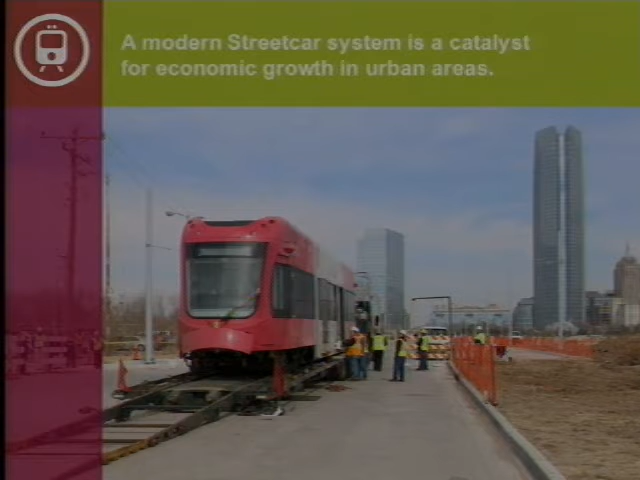 A modern Streetcar system is a catalyst
for economic growth in urban areas.